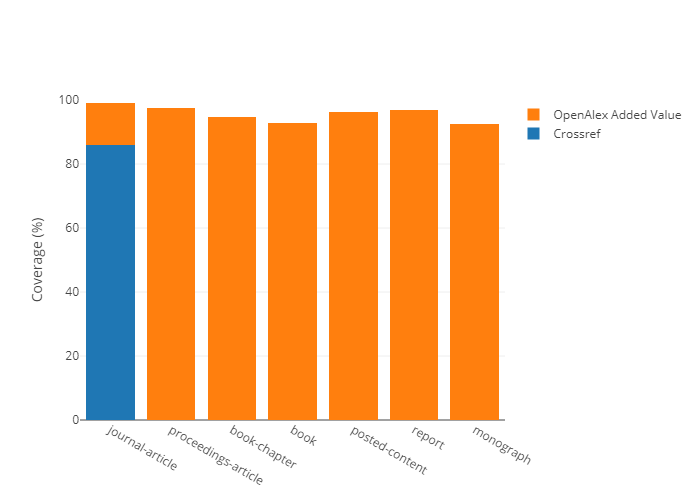 100
80
60
40
20
0
Coverage (%)
journal-article
proceedings-article
book-chapter
book
posted-content
report
monograph
OpenAlex Added Value
Crossref